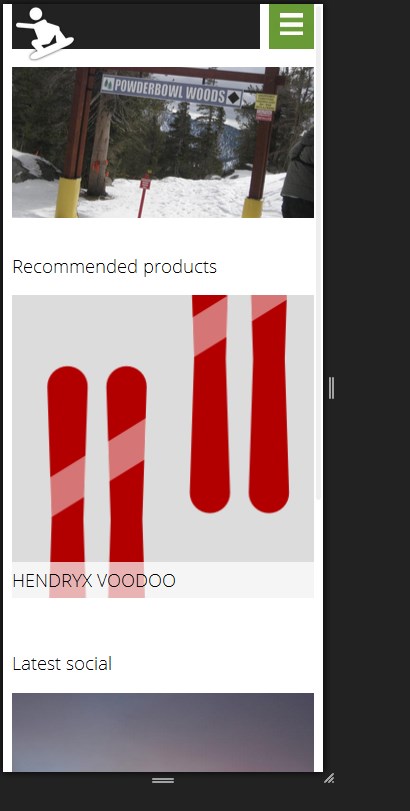 POWDERBOWL WOODS
Recommended products
HENDRYX VOODOO
Latest social